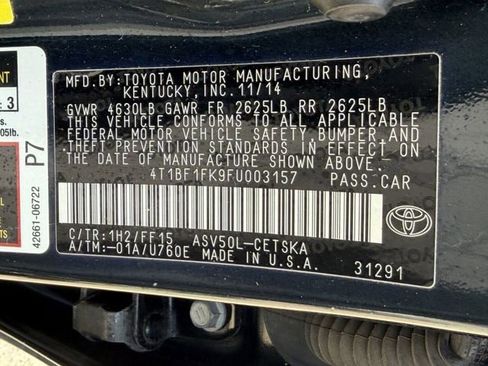 MFD.BY:TOYOTA MOTOR MANUFACTURING,
KENTUCKY, INC. 11/14
GVWR 4630LB GAWR FR 2625LB RR 2625LB
THIS VEHICLE CONFORMS TO ALL APPLICABLE
FEDERAL MOTOR VEHICLE SAFETY, BUMPER, AND
THEFT PREVENTION STANDARDS IN EFFECT ON
THE DATE OF MANUFACTURE SHOWN ABOVE.
4T1BF1FK9FU003157 PASS.CAR
C/TR:1H2/FF15 ASV50L-CETSKA
A/TM:-01A/U760E MADE IN U.S.A.
31291
TOYOTA
3
05lb.
P7
42661-06722